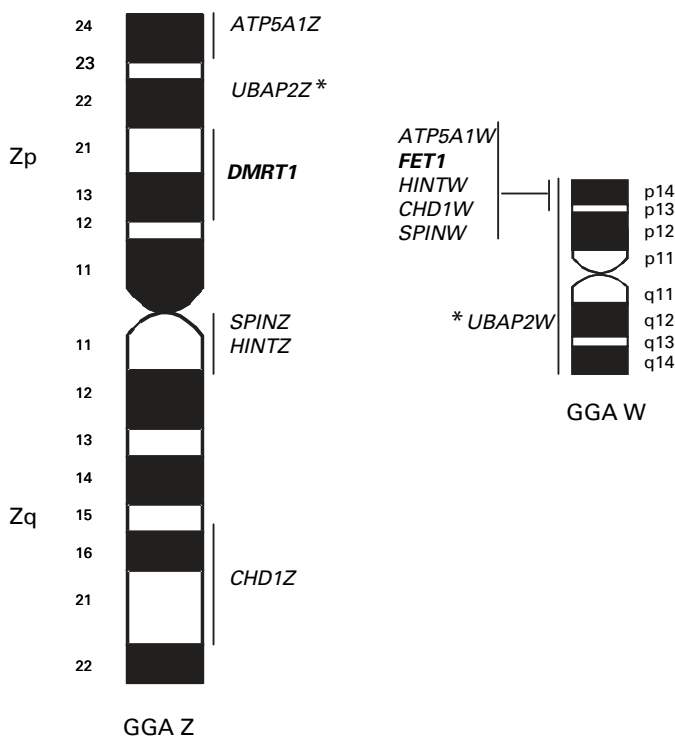 24 ATP5A1Z
23
22 UBAP2Z *
Zp
21
DMRT1
13
12
11
SPINZ
11 HINTZ
12
13
14
Zq
15
16
CHD1Z
21
22
GGA Z
ATP5A1W
FET1
HINTW
CHD1W
SPINW
* UBAP2W
p14
p13
p12
p11
q11
q12
q13
q14
GGA W